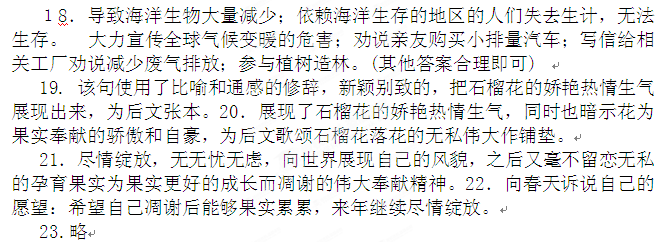 18．导致海洋生物大量减少；依赖海洋生存的地区的人们失去生计，无法
生存。　大力宣传全球气候变暖的危害；劝说亲友购买小排量汽车；写信给相
关工厂劝说减少废气排放；参与植树造林。(其他答案合理即可)
19. 该句使用了比喻和通感的修辞，新颖别致的，把石榴花的娇艳热情生气
展现出来，为后文张本。20．展现了石榴花的娇艳热情生气，同时也暗示花为
果实奉献的骄傲和自豪，为后文歌颂石榴花落花的无私伟大作铺垫。
21．尽情绽放，无无忧无虑，向世界展现自己的风貌，之后又毫不留恋无私
的孕育果实为果实更好的成长而凋谢的伟大奉献精神。22．向春天诉说自己的
愿望：希望自己凋谢后能够果实累累，来年继续尽情绽放。
23.略